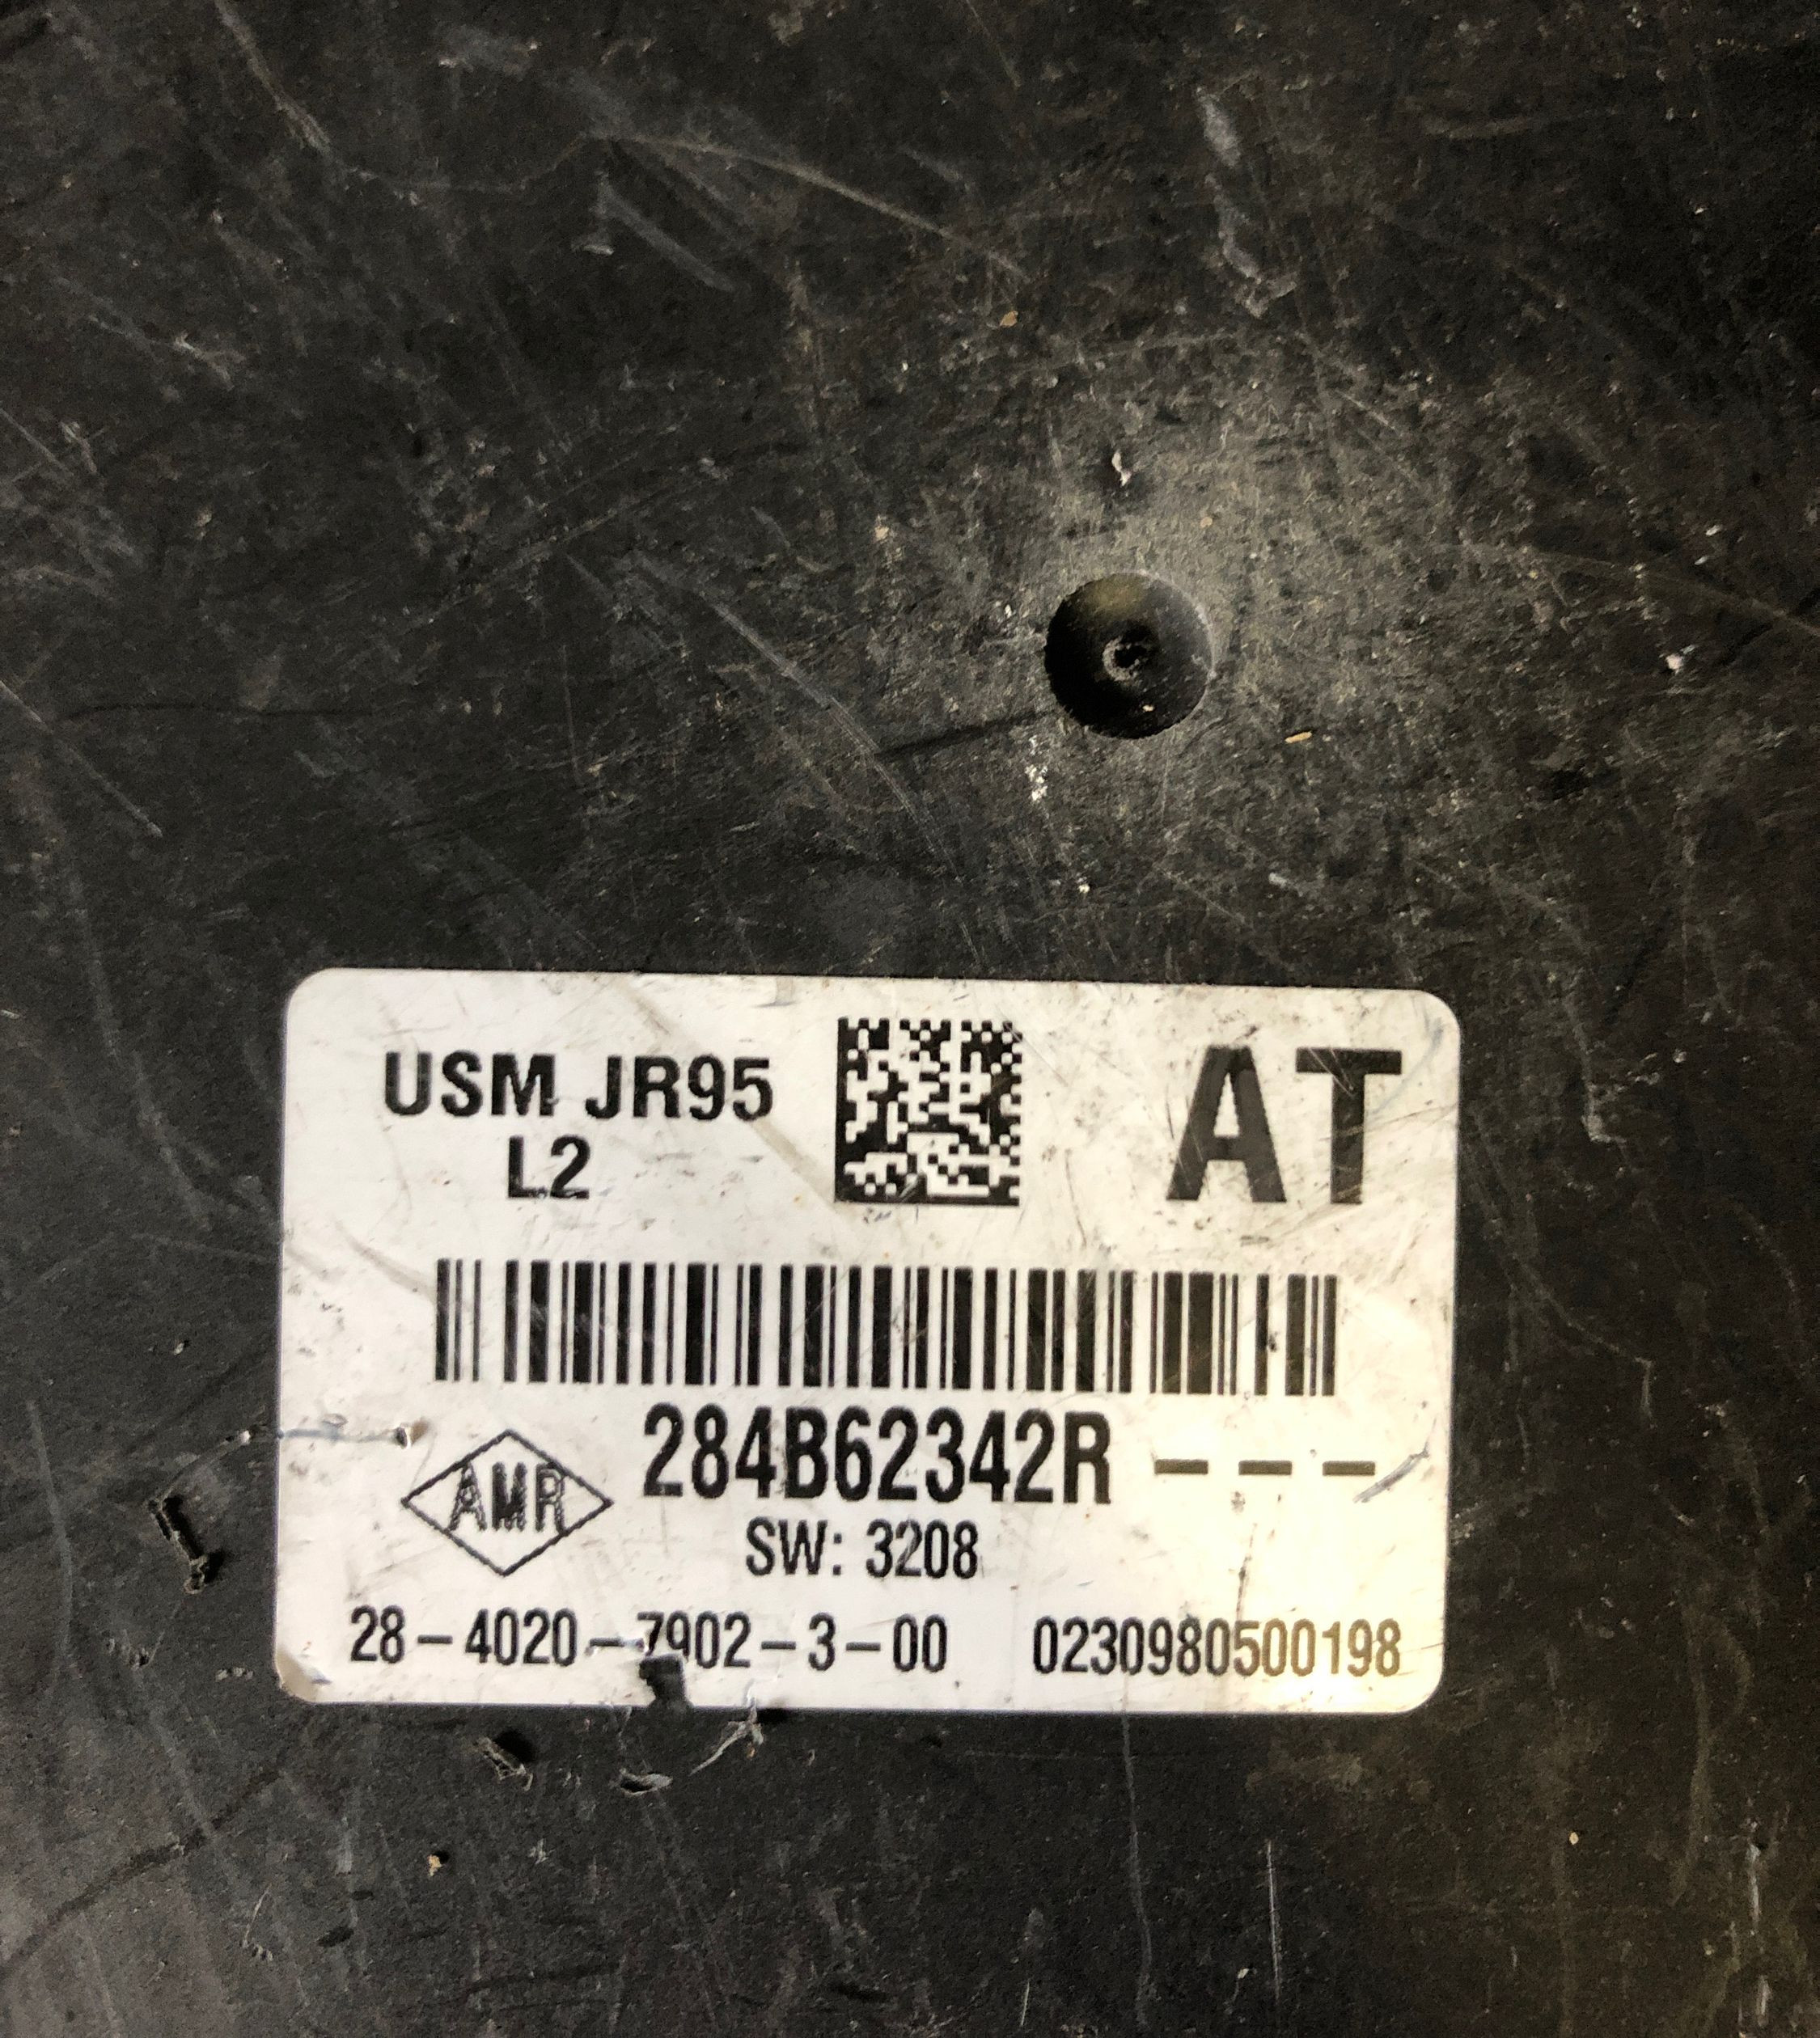 USM JR95
L2
AT
284B62342R ---
AMR
SW: 3208
28-4020-7902-3-00 0230980500198